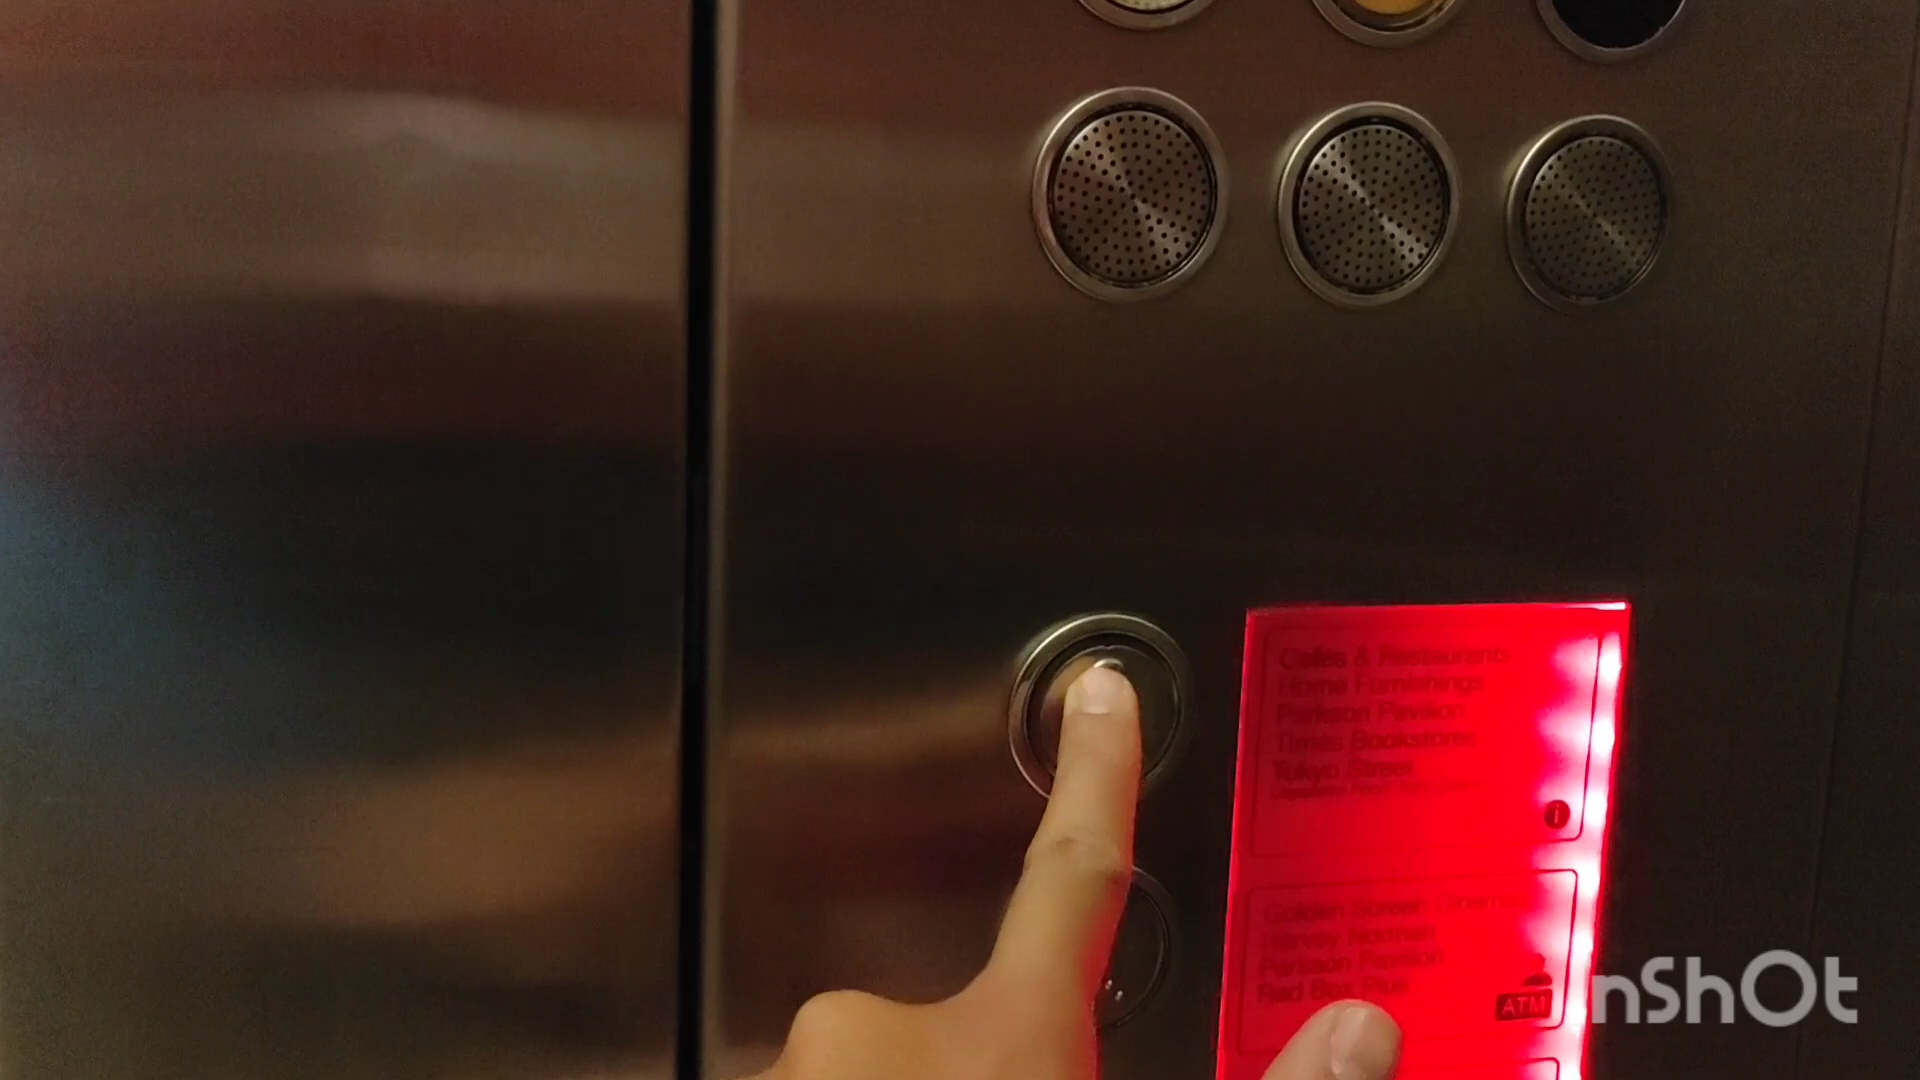 Cafés & Restaurants
Home Furnishings
Parkson Pavilion
Times Bookstores
Tokyo Street
i
Golden Screen Cinemas
Harvey Norman
Parkson Pavilion
Red Box Plus
ATM
nShOt